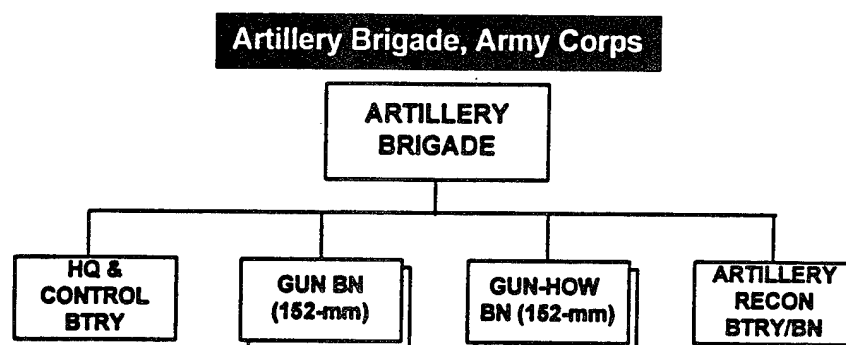 Artillery Brigade, Army Corps
ARTILLERY
BRIGADE
HQ &
CONTROL
BTRY
GUN BN
(152-mm)
GUN-HOW
BN (152-mm)
ARTILLERY
RECON
BTRY/BN